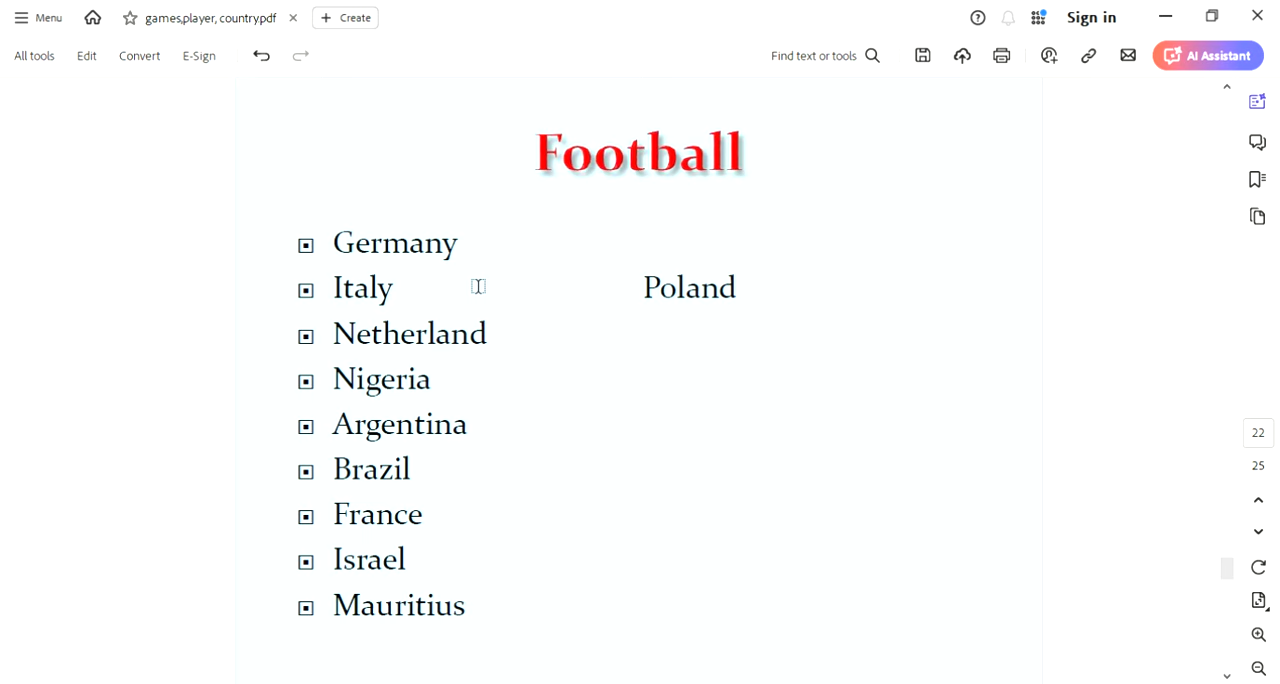 Menu games,player, country.pdf Create Sign in
All tools Edit Convert E-Sign Find text or tools AI Assistant
Football
Germany
Italy Poland
Netherland
Nigeria
Argentina
Brazil
France
Israel
Mauritius
22
25